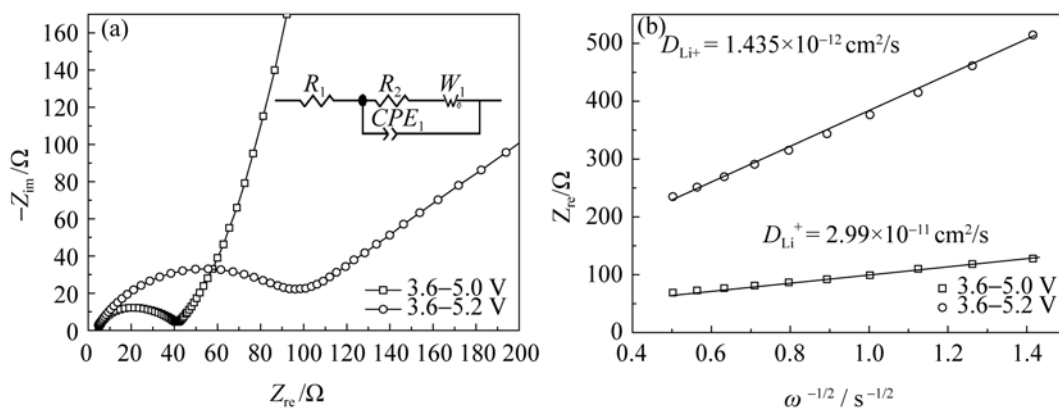 (a)
−Z_im/Ω
160
140
120
100
80
60
40
20
0
R₁ R₂ W₁
CPE₁
3.6−5.0 V
3.6−5.2 V
0 20 40 60 80 100 120 140 160 180 200
Z_re/Ω
(b)
Z_re/Ω
500
400
300
200
100
0
D_Li+ = 1.435×10⁻¹² cm²/s
D_Li⁺ = 2.99×10⁻¹¹ cm²/s
3.6−5.0 V
3.6−5.2 V
0.4 0.6 0.8 1.0 1.2 1.4
ω⁻¹/² / s⁻¹/²